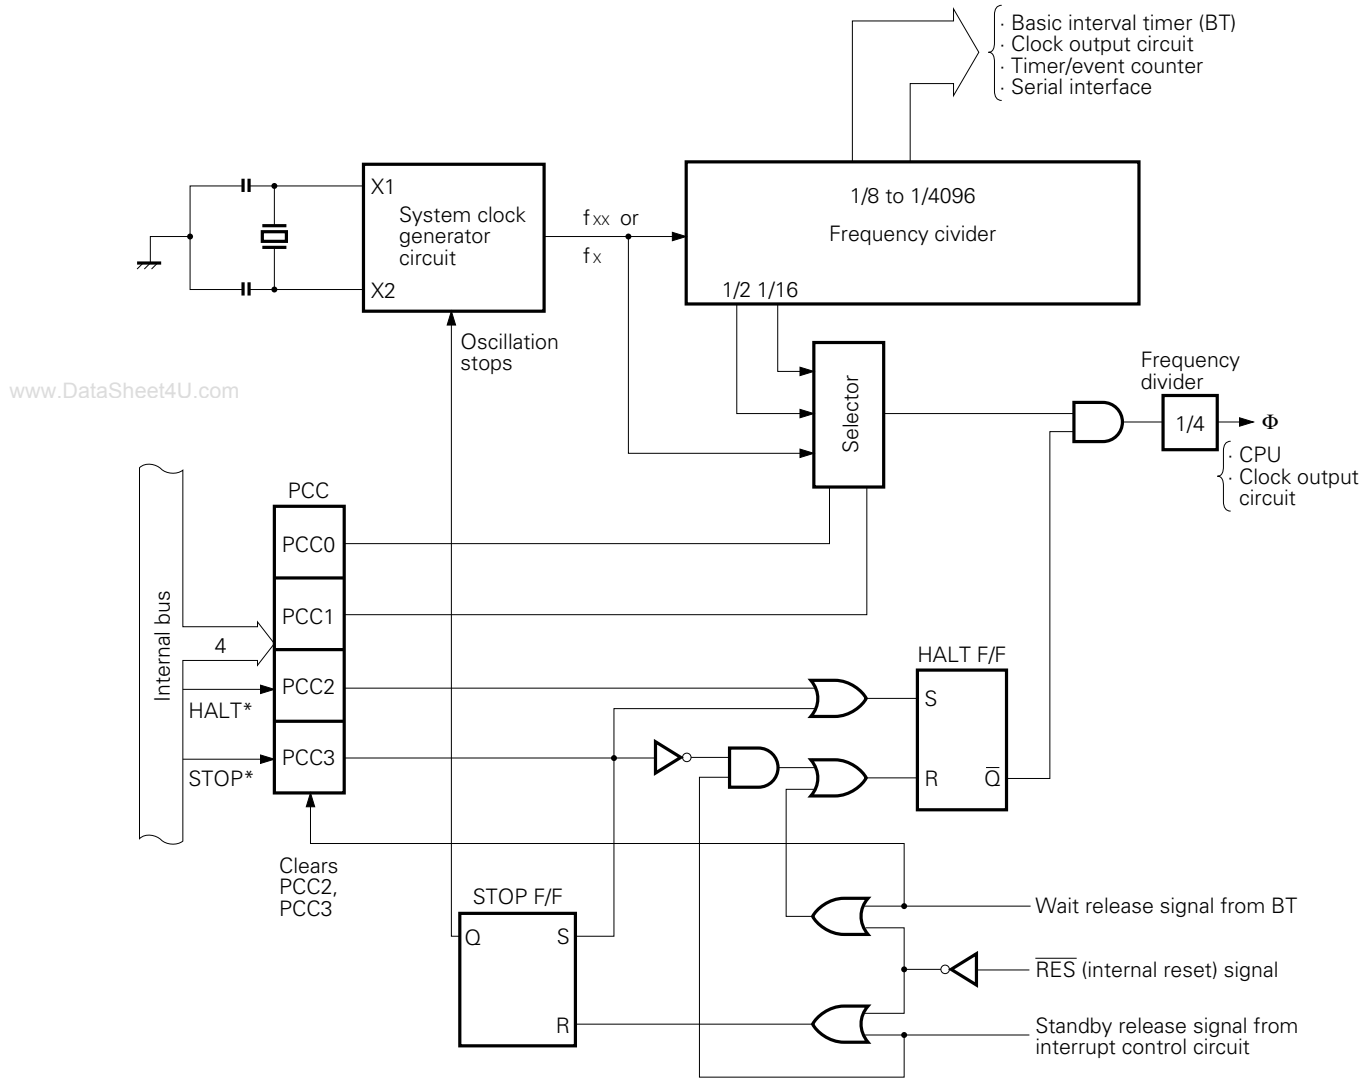 · Basic interval timer (BT)
· Clock output circuit
· Timer/event counter
· Serial interface
X1
System clock
generator
circuit
X2
fxx or
fx
1/8 to 1/4096
Frequency civider
1/2 1/16
Oscillation
stops
www.DataSheet4U.com
Selector
Frequency
divider
1/4
Φ
· CPU
· Clock output
circuit
PCC
PCC0
PCC1
PCC2
PCC3
Internal bus
4
HALT*
STOP*
HALT F/F
S
R
Q̅
Clears
PCC2,
PCC3
STOP F/F
Q
S
R
Wait release signal from BT
R̅E̅S̅ (internal reset) signal
Standby release signal from
interrupt control circuit